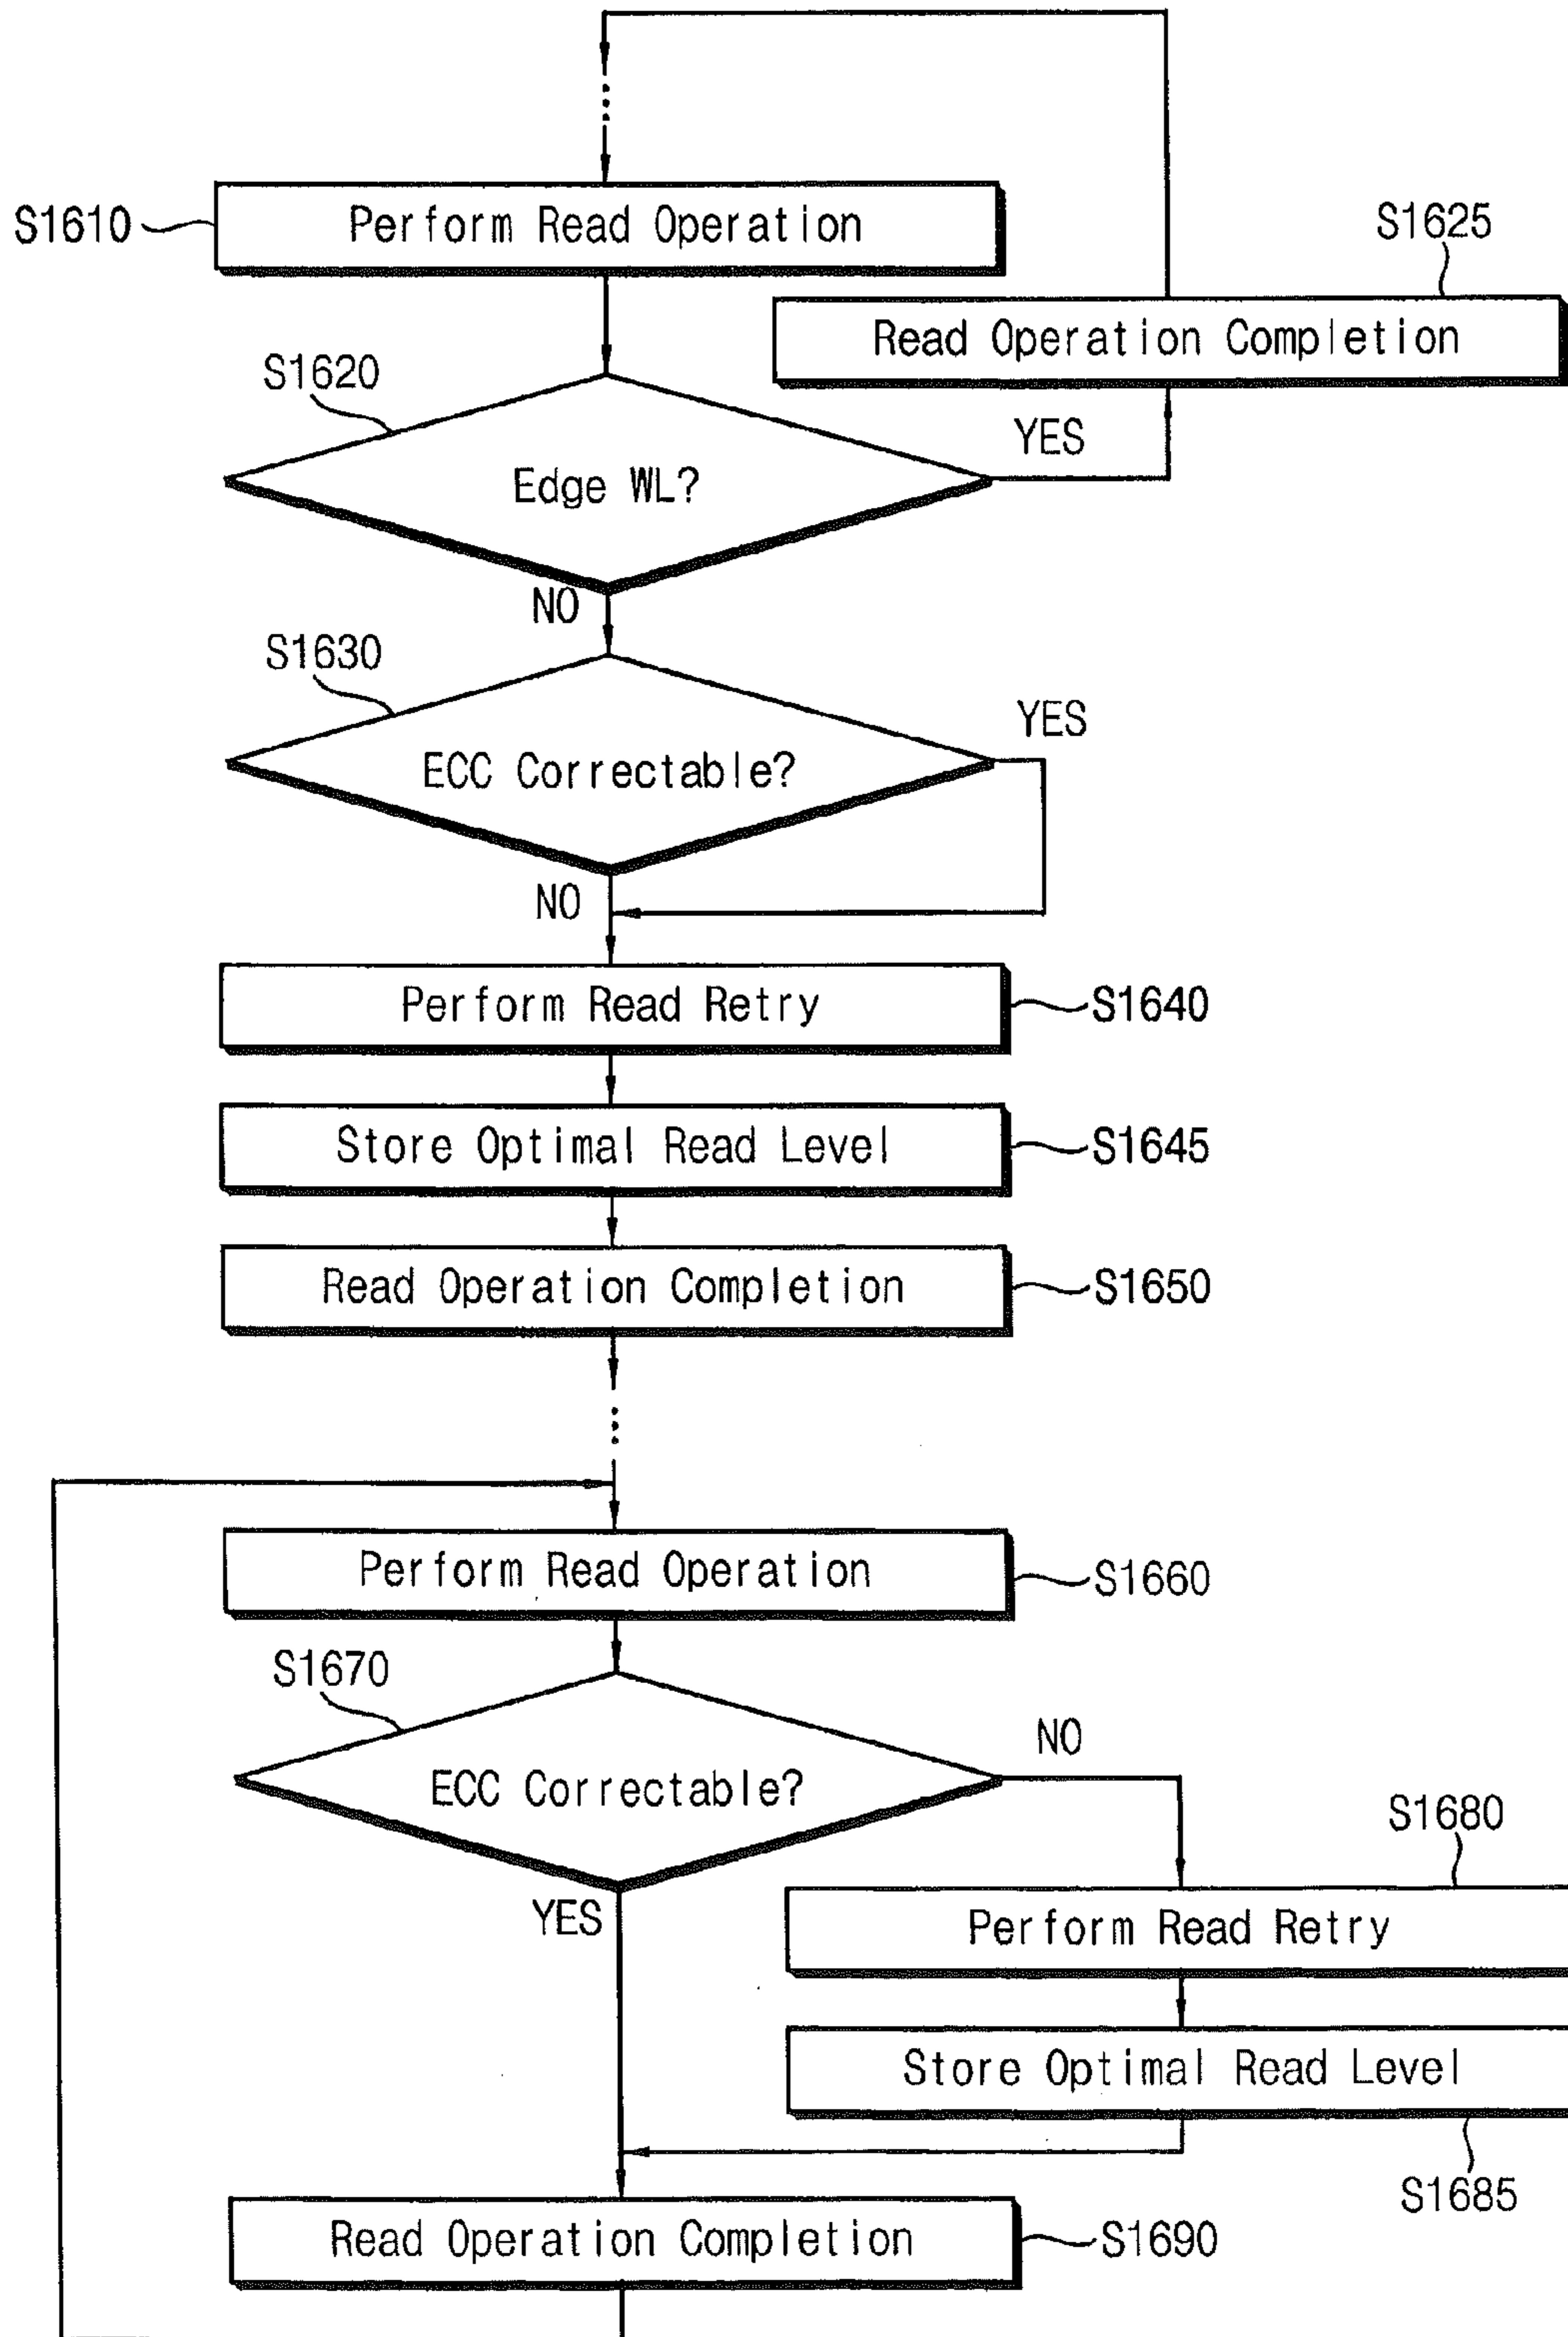 S1610
Perform Read Operation
S1625
Read Operation Completion
S1620
Edge WL?
YES
NO
S1630
ECC Correctable?
YES
NO
Perform Read Retry
S1640
Store Optimal Read Level
S1645
Read Operation Completion
S1650
Perform Read Operation
S1660
S1670
ECC Correctable?
NO
YES
S1680
Perform Read Retry
Store Optimal Read Level
S1685
Read Operation Completion
S1690